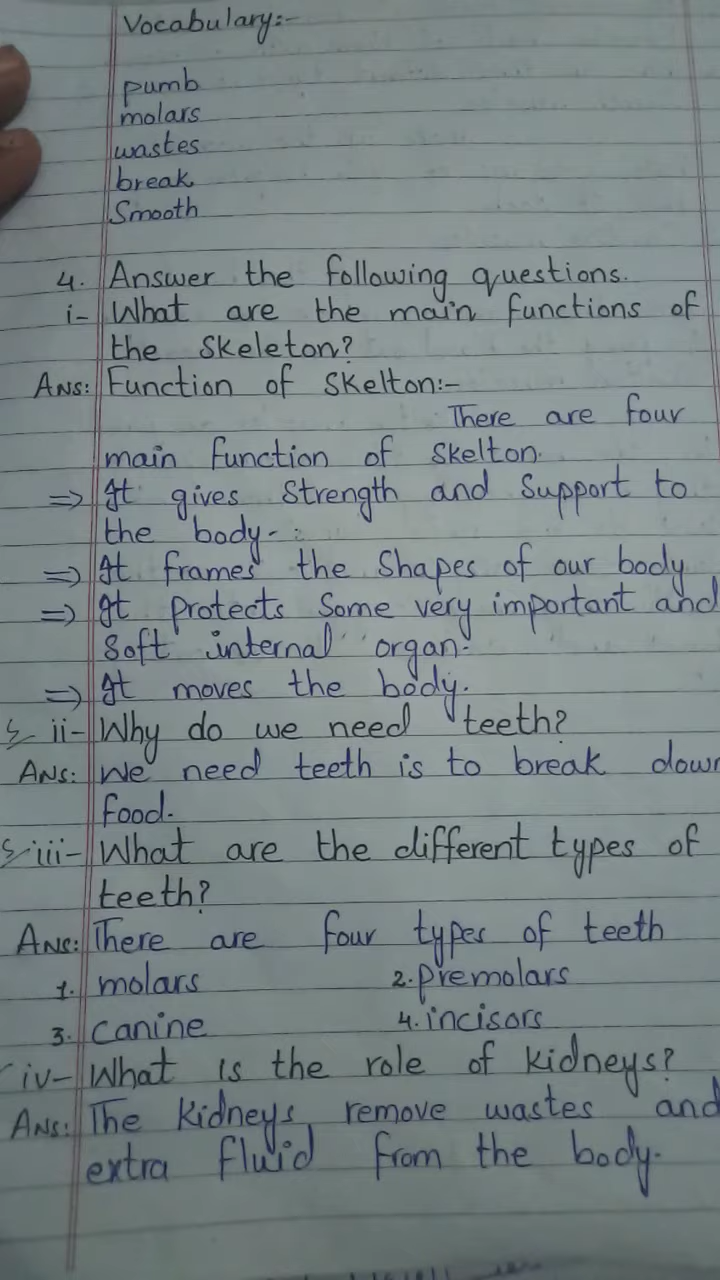 Vocabulary:-
pumb
molars
wastes
break
Smooth
4. Answer the following questions.
i- What are the main functions of
the skeleton?
Ans: Function of Skelton:-
There are four
main function of skelton.
⇒ It gives Strength and Support to
the body-
⇒ It frames the Shapes of our body
⇒ It protects Some very important and
Soft internal organ.
⇒ It moves the body.
ii- Why do we need teeth?
Ans: We need teeth is to break down
food.
iii- What are the different types of
teeth?
Ans: There are four types of teeth
1. molars 2. premolars
3. canine 4. incisors
iv- What is the role of kidneys?
Ans: The kidneys remove wastes and
extra fluid from the body.